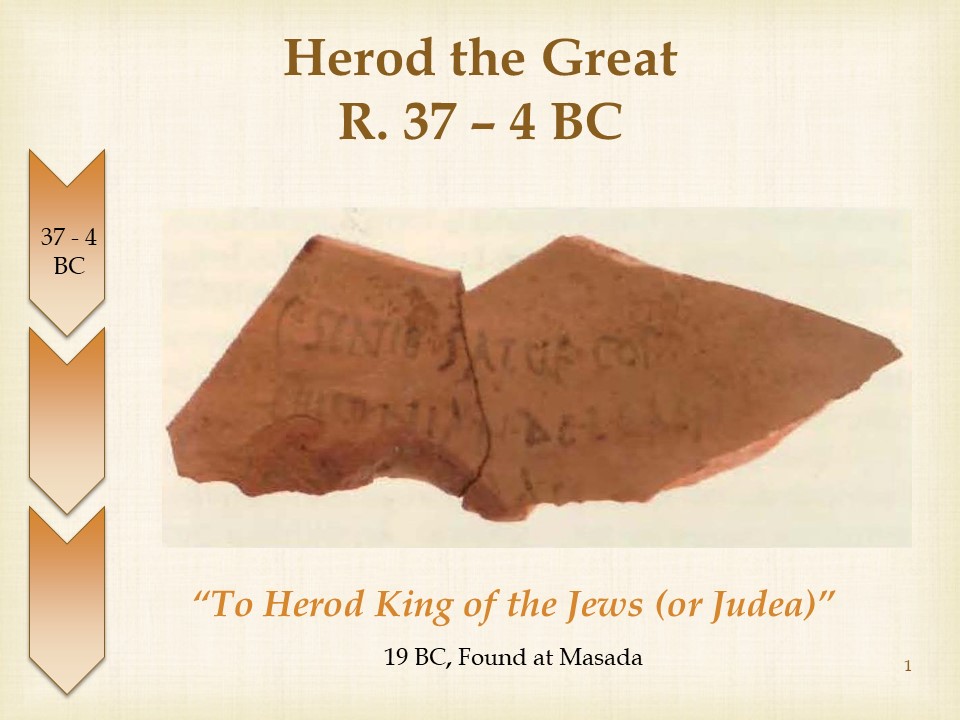 Herod the Great
R. 37 – 4 BC
37 - 4
BC
“To Herod King of the Jews (or Judea)”
19 BC, Found at Masada
1